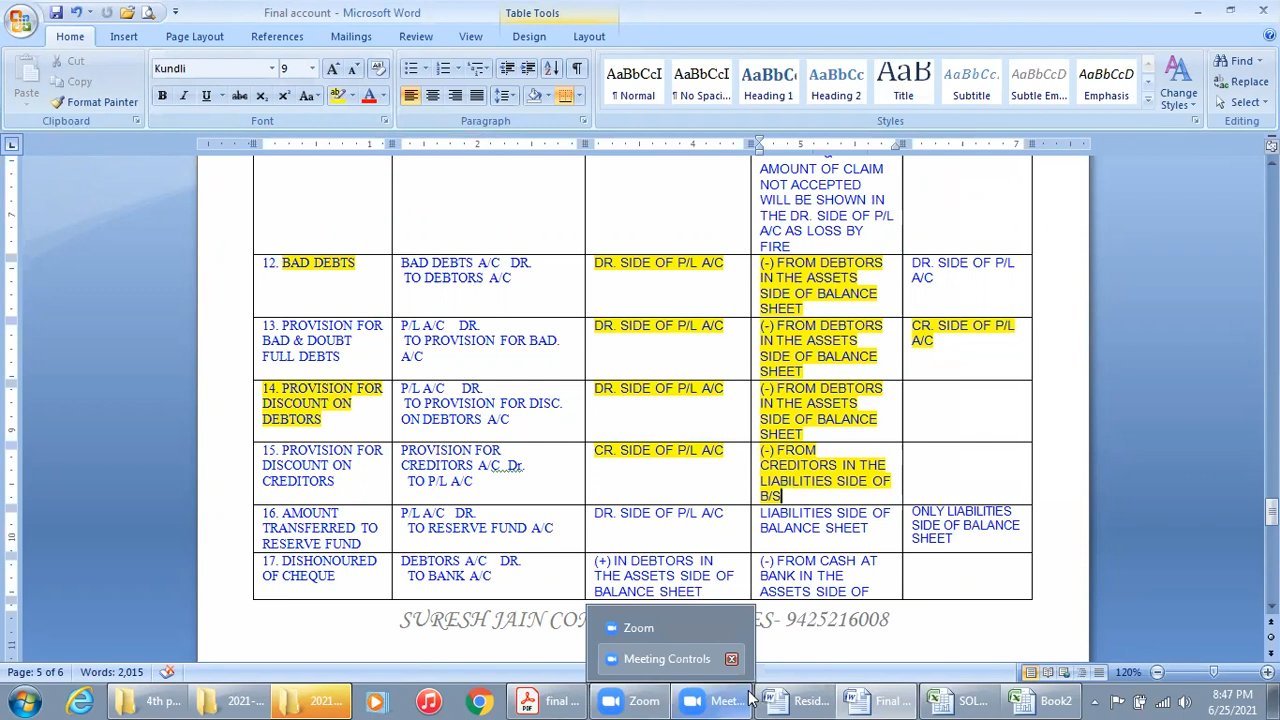 Final account - Microsoft Word
Table Tools
Home Insert Page Layout References Mailings Review View Design Layout
Paste
Cut
Copy
Format Painter
Clipboard
Kundli 9
Font
Paragraph
AaBbCcI AaBbCcI AaBbCc AaBbCc AaB AaBbCcI AaBbCcD AaBbCcD
¶ Normal ¶ No Spaci... Heading 1 Heading 2 Title Subtitle Subtle Em... Emphasis
Change Styles
Styles
Find
Replace
Select
Editing
AMOUNT OF CLAIM
NOT ACCEPTED
WILL BE SHOWN IN
THE DR. SIDE OF P/L
A/C AS LOSS BY
FIRE
12. BAD DEBTS
BAD DEBTS A/C DR.
TO DEBTORS A/C
DR. SIDE OF P/L A/C
(-) FROM DEBTORS
IN THE ASSETS
SIDE OF BALANCE
SHEET
DR. SIDE OF P/L
A/C
13. PROVISION FOR
BAD & DOUBT
FULL DEBTS
P/L A/C DR.
TO PROVISION FOR BAD.
A/C
DR. SIDE OF P/L A/C
(-) FROM DEBTORS
IN THE ASSETS
SIDE OF BALANCE
SHEET
CR. SIDE OF P/L
A/C
14. PROVISION FOR
DISCOUNT ON
DEBTORS
P/L A/C DR.
TO PROVISION FOR DISC.
ON DEBTORS A/C
DR. SIDE OF P/L A/C
(-) FROM DEBTORS
IN THE ASSETS
SIDE OF BALANCE
SHEET
15. PROVISION FOR
DISCOUNT ON
CREDITORS
PROVISION FOR
CREDITORS A/C Dr.
TO P/L A/C
CR. SIDE OF P/L A/C
(-) FROM
CREDITORS IN THE
LIABILITIES SIDE OF
B/S
16. AMOUNT
TRANSFERRED TO
RESERVE FUND
P/L A/C DR.
TO RESERVE FUND A/C
DR. SIDE OF P/L A/C
LIABILITIES SIDE OF
BALANCE SHEET
ONLY LIABILITIES
SIDE OF BALANCE
SHEET
17. DISHONOURED
OF CHEQUE
DEBTORS A/C DR.
TO BANK A/C
(+) IN DEBTORS IN
THE ASSETS SIDE OF
BALANCE SHEET
(-) FROM CASH AT
BANK IN THE
ASSETS SIDE OF
SURESH JAIN CO
ES- 9425216008
Zoom
Meeting Controls
Page: 5 of 6 Words: 2,015 120%
4th p... 2021-... 2021... final ... Zoom Meet... Resid... Final ... SOL... Book2
8:47 PM
6/25/2021